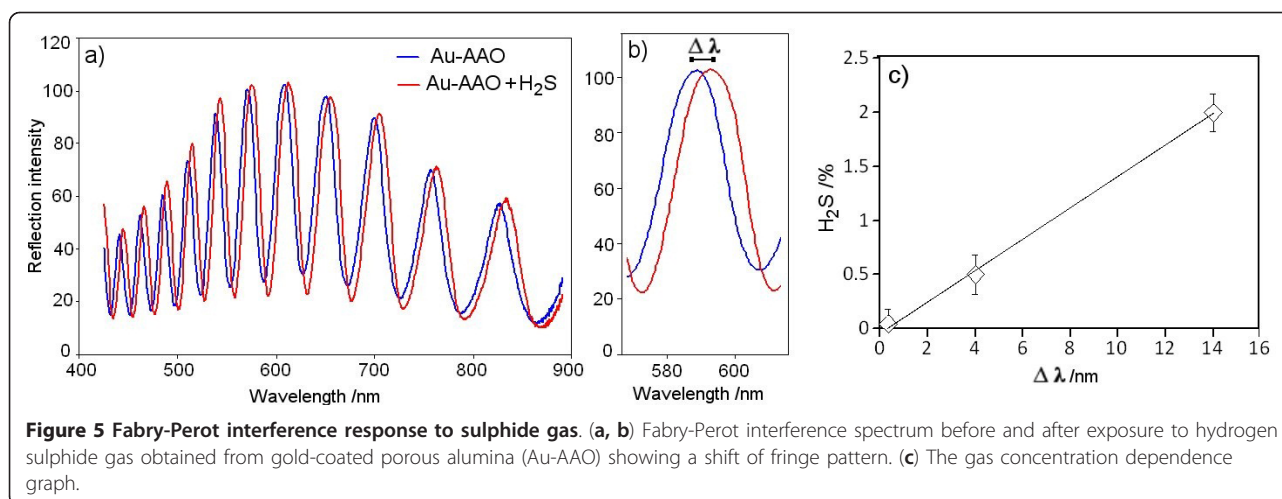 a)
Au-AAO
Au-AAO+H₂S
Reflection intensity
120
100
80
60
40
20
0
400 500 600 700 800 900
Wavelength /nm
b)
Δ λ
100
80
60
40
20
0
580 600
Wavelength /nm
c)
H₂S /%
2.5
2
1.5
1
0.5
0
0 2 4 6 8 10 12 14 16
Δ λ /nm
Figure 5 Fabry-Perot interference response to sulphide gas. (a, b) Fabry-Perot interference spectrum before and after exposure to hydrogen
sulphide gas obtained from gold-coated porous alumina (Au-AAO) showing a shift of fringe pattern. (c) The gas concentration dependence
graph.